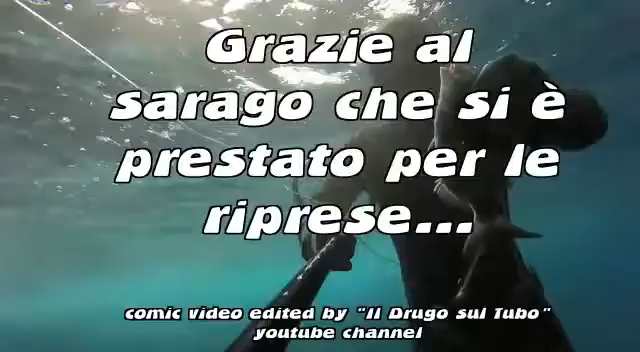 Grazie al
sarago che si è
prestato per le
riprese...
comic video edited by "Il Drugo sul Tubo"
youtube channel